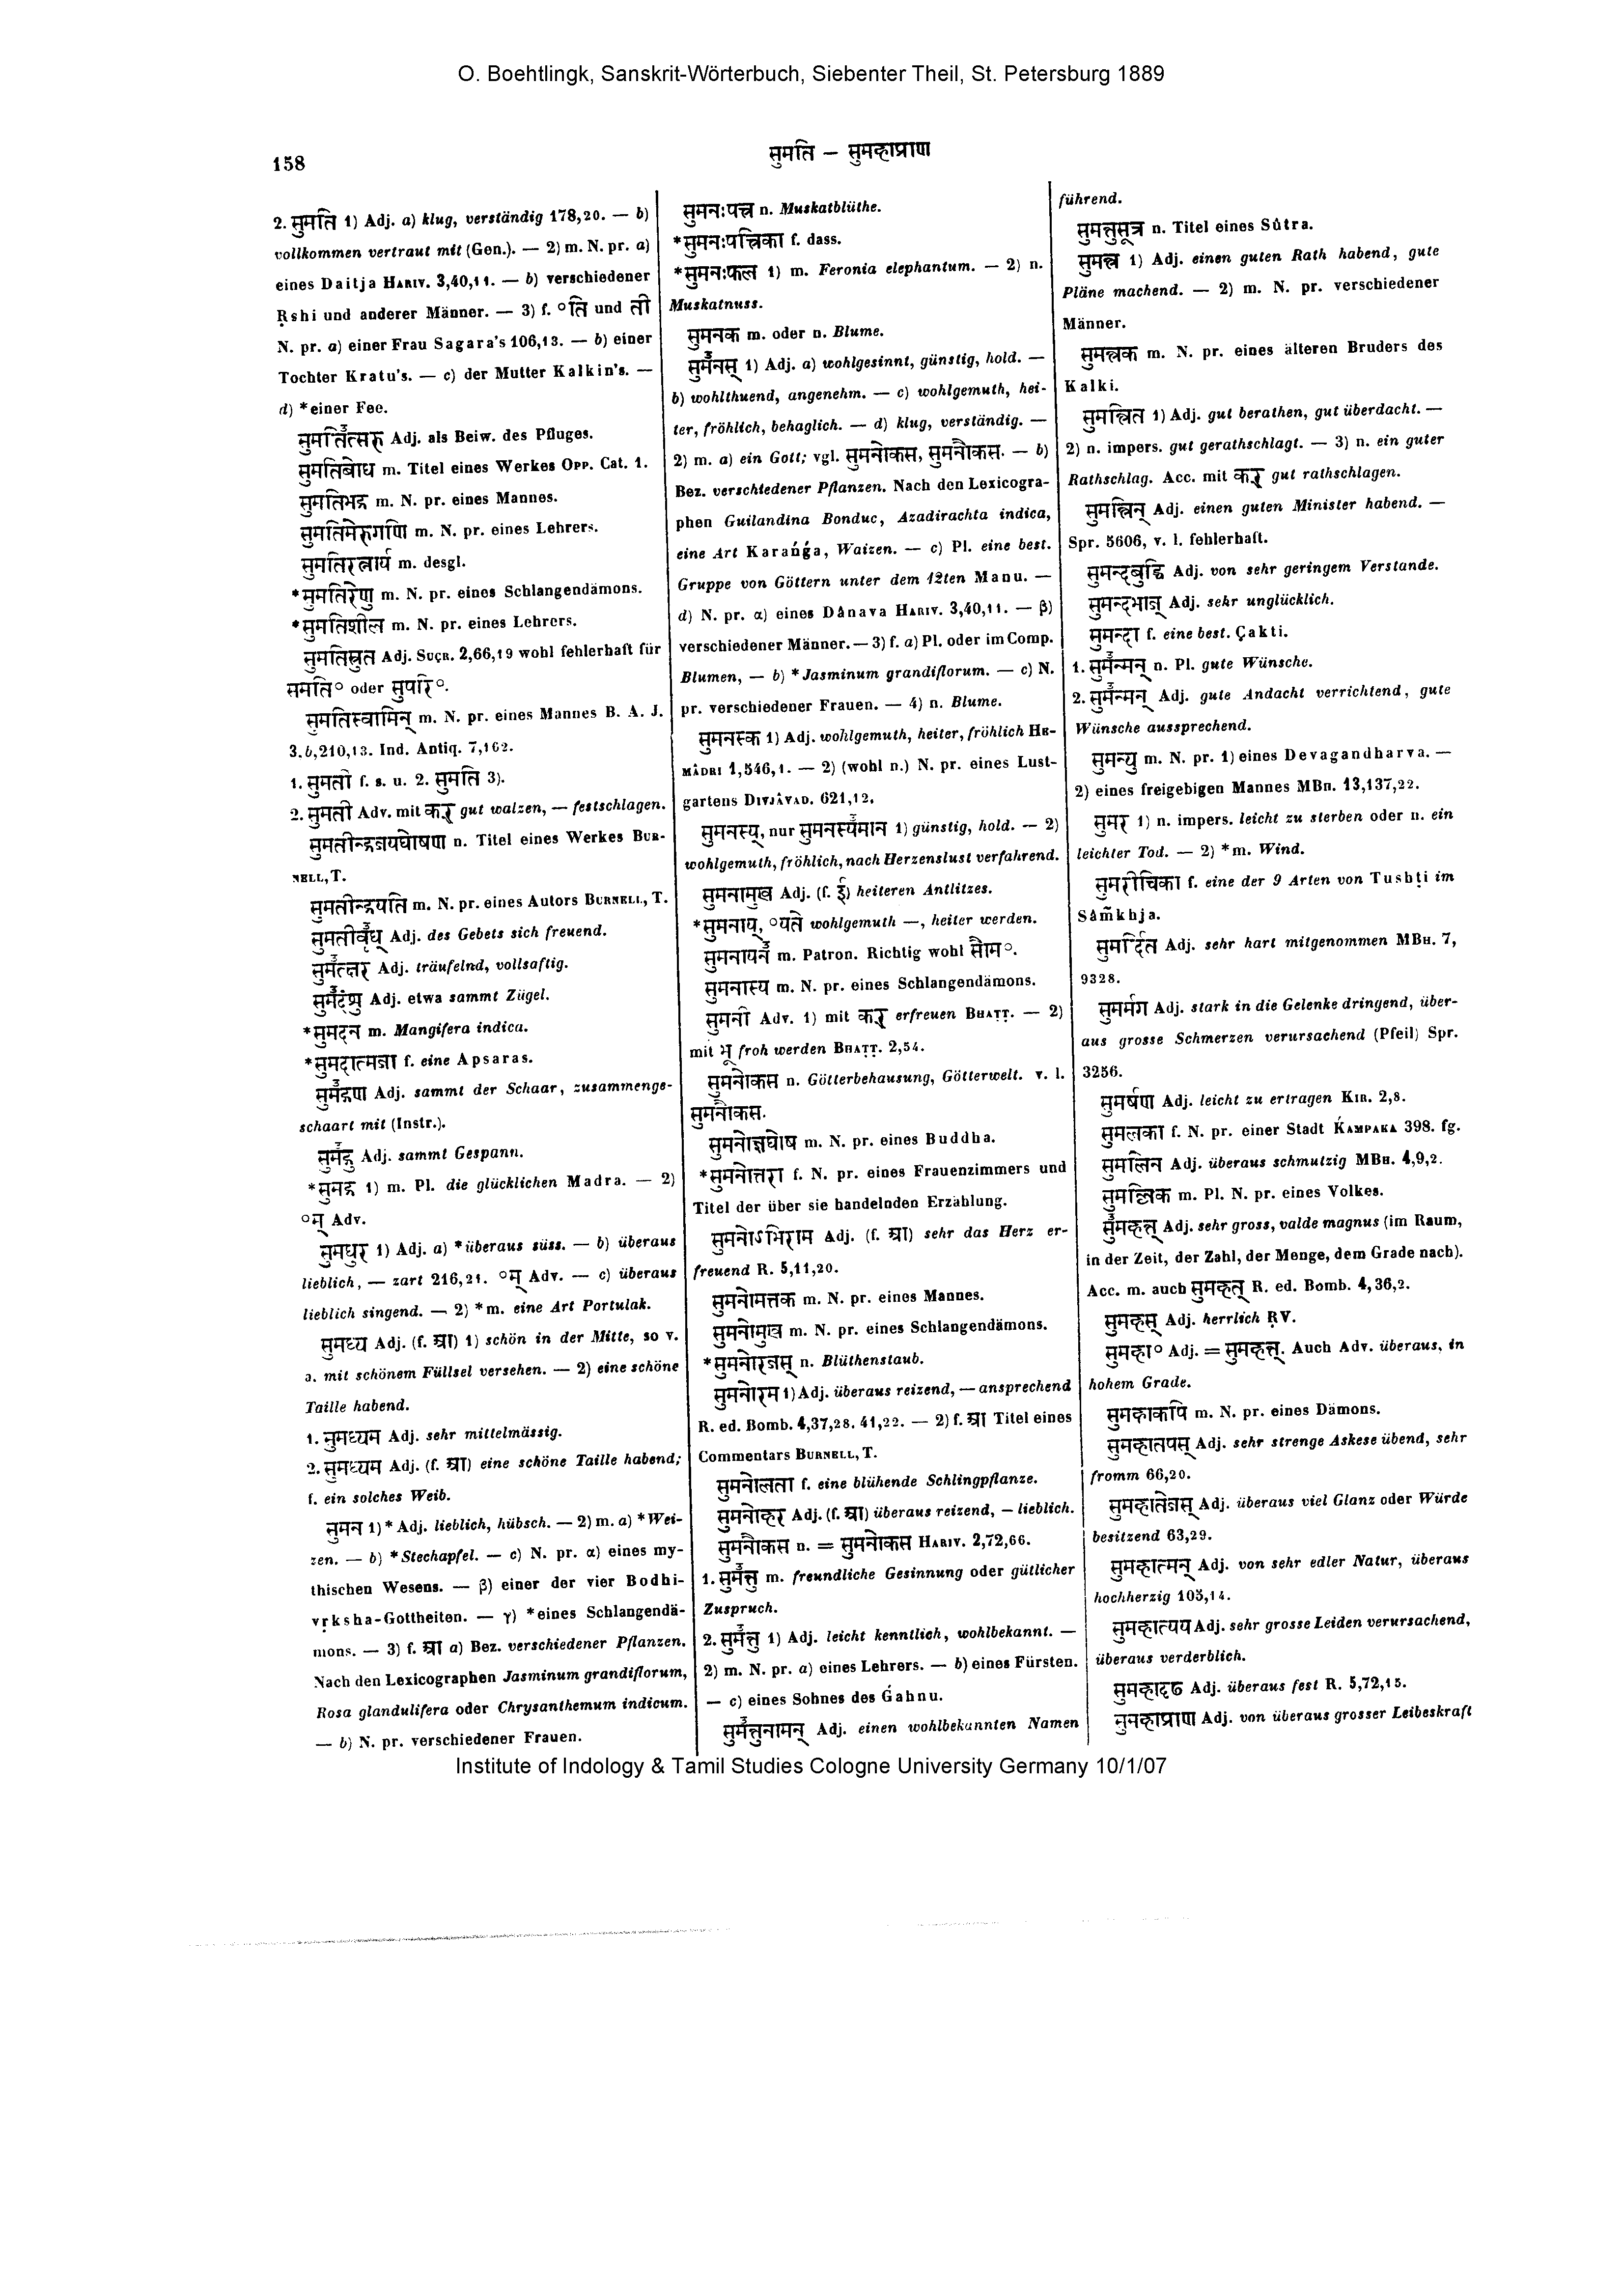 O. Boehtlingk, Sanskrit-Wörterbuch, Siebenter Theil, St. Petersburg 1889
158
सुमति — सुमहाप्राण
2. सुमति 1) Adj. a) klug, verständig 178,20. — b)
vollkommen vertraut mit (Gen.). — 2) m. N. pr. a)
eines Daitja Hariv. 3,40,11. — b) verschiedener
Ṛshi und anderer Männer. — 3) f. °ति und ती
N. pr. a) einer Frau Sagara's 106,13. — b) einer
Tochter Kratu's. — c) der Mutter Kalkin's. —
d) *einer Fee.
सुमतित्सरु Adj. als Beiw. des Pfluges.
सुमतिबोध m. Titel eines Werkes Opp. Cat. 1.
सुमतिभद्र m. N. pr. eines Mannes.
सुमतिमेरुगणि m. N. pr. eines Lehrers.
सुमतिरत्नार्य m. desgl.
*सुमतिरेणु m. N. pr. eines Schlangendämons.
*सुमतिशील m. N. pr. eines Lehrers.
सुमतिस्रुत Adj. Suçr. 2,66,19 wohl fehlerhaft für
समति° oder सुपरि°.
सुमतिस्वामिन् m. N. pr. eines Mannes B. A. J.
3,b,210,13. Ind. Antiq. 7,162.
1. सुमती f. s. u. 2. सुमति 3).
2. सुमती Adv. mit कर् gut walzen, — festschlagen.
सुमतीन्द्रजयघोषणा n. Titel eines Werkes Bur-
nell, T.
सुमतीन्द्रयति m. N. pr. eines Autors Burnell, T.
सुमतीवृध् Adj. des Gebets sich freuend.
सुमत्क्षर Adj. träufelnd, vollsaftig.
सुमदंशु Adj. etwa sammt Zügel.
*सुमदन m. Mangifera indica.
*सुमदात्मजा f. eine Apsaras.
सुमद्गण Adj. sammt der Schaar, zusammenge-
schaart mit (Instr.).
सुमद्गु Adj. sammt Gespann.
*सुमद्र 1) m. Pl. die glücklichen Madra. — 2)
°म् Adv.
सुमधुर 1) Adj. a) *überaus süss. — b) überaus
lieblich, — zart 216,21. °म् Adv. — c) überaus
lieblich singend. — 2) *m. eine Art Portulak.
सुमध्य Adj. (f. आ) 1) schön in der Mitte, so v.
a. mit schönem Füllsel versehen. — 2) eine schöne
Taille habend.
1. सुमध्यम Adj. sehr mittelmässig.
2. सुमध्यम Adj. (f. आ) eine schöne Taille habend;
f. ein solches Weib.
सुमन 1) * Adj. lieblich, hübsch. — 2) m. a) *Wei-
zen. — b) *Stechapfel. — c) N. pr. α) eines my-
thischen Wesens. — β) einer der vier Bodhi-
vṛksha-Gottheiten. — γ) *eines Schlangendä-
mons. — 3) f. आ a) Bez. verschiedener Pflanzen.
Nach den Lexicographen Jasminum grandiflorum,
Rosa glandulifera oder Chrysanthemum indicum.
— b) N. pr. verschiedener Frauen.
सुमनःपत्त्र n. Muskatblüthe.
*सुमनःपत्त्रिका f. dass.
*सुमनःफल 1) m. Feronia elephantum. — 2) n.
Muskatnuss.
सुमनक m. oder n. Blume.
सुमनस् 1) Adj. a) wohlgesinnt, günstig, hold. —
b) wohlthuend, angenehm. — c) wohlgemuth, hei-
ter, fröhlich, behaglich. — d) klug, verständig. —
2) m. a) ein Gott; vgl. सुमनोकस, सुमनौकस. — b)
Bez. verschiedener Pflanzen. Nach den Lexicogra-
phen Guilandina Bonduc, Azadirachta indica,
eine Art Karańǵa, Waizen. — c) Pl. eine best.
Gruppe von Göttern unter dem 12ten Manu. —
d) N. pr. α) eines Dânava Hariv. 3,40,11. — β)
verschiedener Männer. — 3) f. a) Pl. oder im Comp.
Blumen, — b) *Jasminum grandiflorum. — c) N.
pr. verschiedener Frauen. — 4) n. Blume.
सुमनस्क 1) Adj. wohlgemuth, heiter, fröhlich He-
mâdri 1,546,1. — 2) (wohl n.) N. pr. eines Lust-
gartens Divjâvad. 621,12.
सुमनस्य्, nur सुमनस्यमान 1) günstig, hold. — 2)
wohlgemuth, fröhlich, nach Herzenslust verfahrend.
सुमनामुख Adj. (f. ई) heiteren Antlitzes.
*सुमनाय्, °यते wohlgemuth —, heiter werden.
सुमनायन m. Patron. Richtig wohl सौम°.
सुमनास्य m. N. pr. eines Schlangendämons.
सुमनी Adv. 1) mit कर् erfreuen Bhaṭṭ. — 2)
mit भू froh werden Bhaṭṭ. 2,54.
सुमनोकस n. Götterbehausung, Götterwelt. v. l.
सुमनौकस.
सुमनोज्ञघोष m. N. pr. eines Buddha.
*सुमनोत्तरा f. N. pr. eines Frauenzimmers und
Titel der über sie handelnden Erzählung.
सुमनोऽभिराम Adj. (f. आ) sehr das Herz er-
freuend R. 5,11,20.
सुमनोमत्तक m. N. pr. eines Mannes.
सुमनोमुख m. N. pr. eines Schlangendämons.
*सुमनोरजस् n. Blüthenstaub.
सुमनोरम 1) Adj. überaus reizend, — ansprechend
R. ed. Bomb. 4,37,28. 41,22. — 2) f. आ Titel eines
Commentars Burnell, T.
सुमनोलता f. eine blühende Schlingpflanze.
सुमनोहर Adj. (f. आ) überaus reizend, — lieblich.
सुमनौकस n. = सुमनोकस Hariv. 2,72,66.
1. सुमन्तु m. freundliche Gesinnung oder gütlicher
Zuspruch.
2. सुमन्तु 1) Adj. leicht kenntlich, wohlbekannt. —
2) m. N. pr. a) eines Lehrers. — b) eines Fürsten.
— c) eines Sohnes des Ǵahnu.
सुमन्तुनामन् Adj. einen wohlbekannten Namen
führend.
सुमन्तुसूत्र n. Titel eines Sûtra.
सुमन्त्र 1) Adj. einen guten Rath habend, gute
Pläne machend. — 2) m. N. pr. verschiedener
Männer.
सुमन्त्रक m. N. pr. eines älteren Bruders des
Kalki.
सुमन्त्रित 1) Adj. gut berathen, gut überdacht. —
2) n. impers. gut gerathschlagt. — 3) n. ein guter
Rathschlag. Acc. mit कर् gut rathschlagen.
सुमन्त्रिन् Adj. einen guten Minister habend. —
Spr. 5606, v. l. fehlerhaft.
सुमन्दबुद्धि Adj. von sehr geringem Verstande.
सुमन्दभाज् Adj. sehr unglücklich.
सुमन्दा f. eine best. Çakti.
1. सुमन्मन् n. Pl. gute Wünsche.
2. सुमन्मन् Adj. gute Andacht verrichtend, gute
Wünsche aussprechend.
सुमन्यु m. N. pr. 1) eines Devagandharva. —
2) eines freigebigen Mannes MBh. 13,137,22.
सुमर 1) n. impers. leicht zu sterben oder n. ein
leichter Tod. — 2) *m. Wind.
सुमरीचिका f. eine der 9 Arten von Tushṭi im
Sâm̃khja.
सुमर्दित Adj. sehr hart mitgenommen MBh. 7,
9328.
सुमर्मग Adj. stark in die Gelenke dringend, über-
aus grosse Schmerzen verursachend (Pfeil) Spr.
3256.
सुमर्षण Adj. leicht zu ertragen Kir. 2,8.
सुमलका f. N. pr. einer Stadt Kampaka 398. fg.
सुमलिन Adj. überaus schmutzig MBh. 4,9,2.
सुमल्लिक m. Pl. N. pr. eines Volkes.
सुमहत् Adj. sehr gross, valde magnus (im Raum,
in der Zeit, der Zahl, der Menge, dem Grade nach).
Acc. m. auch सुमहत् R. ed. Bomb. 4,36,2.
सुमहस् Adj. herrlich ṚV.
सुमहा° Adj. = सुमहत्. Auch Adv. überaus, in
hohem Grade.
सुमहाकपि m. N. pr. eines Dämons.
सुमहातपस् Adj. sehr strenge Askese übend, sehr
fromm 66,20.
सुमहातेजस् Adj. überaus viel Glanz oder Würde
besitzend 63,29.
सुमहात्मन् Adj. von sehr edler Natur, überaus
hochherzig 103,14.
सुमहात्यय Adj. sehr grosse Leiden verursachend,
überaus verderblich.
सुमहादृढ Adj. überaus fest R. 5,72,15.
सुमहाप्राण Adj. von überaus grosser Leibeskraft
Institute of Indology & Tamil Studies Cologne University Germany 10/1/07